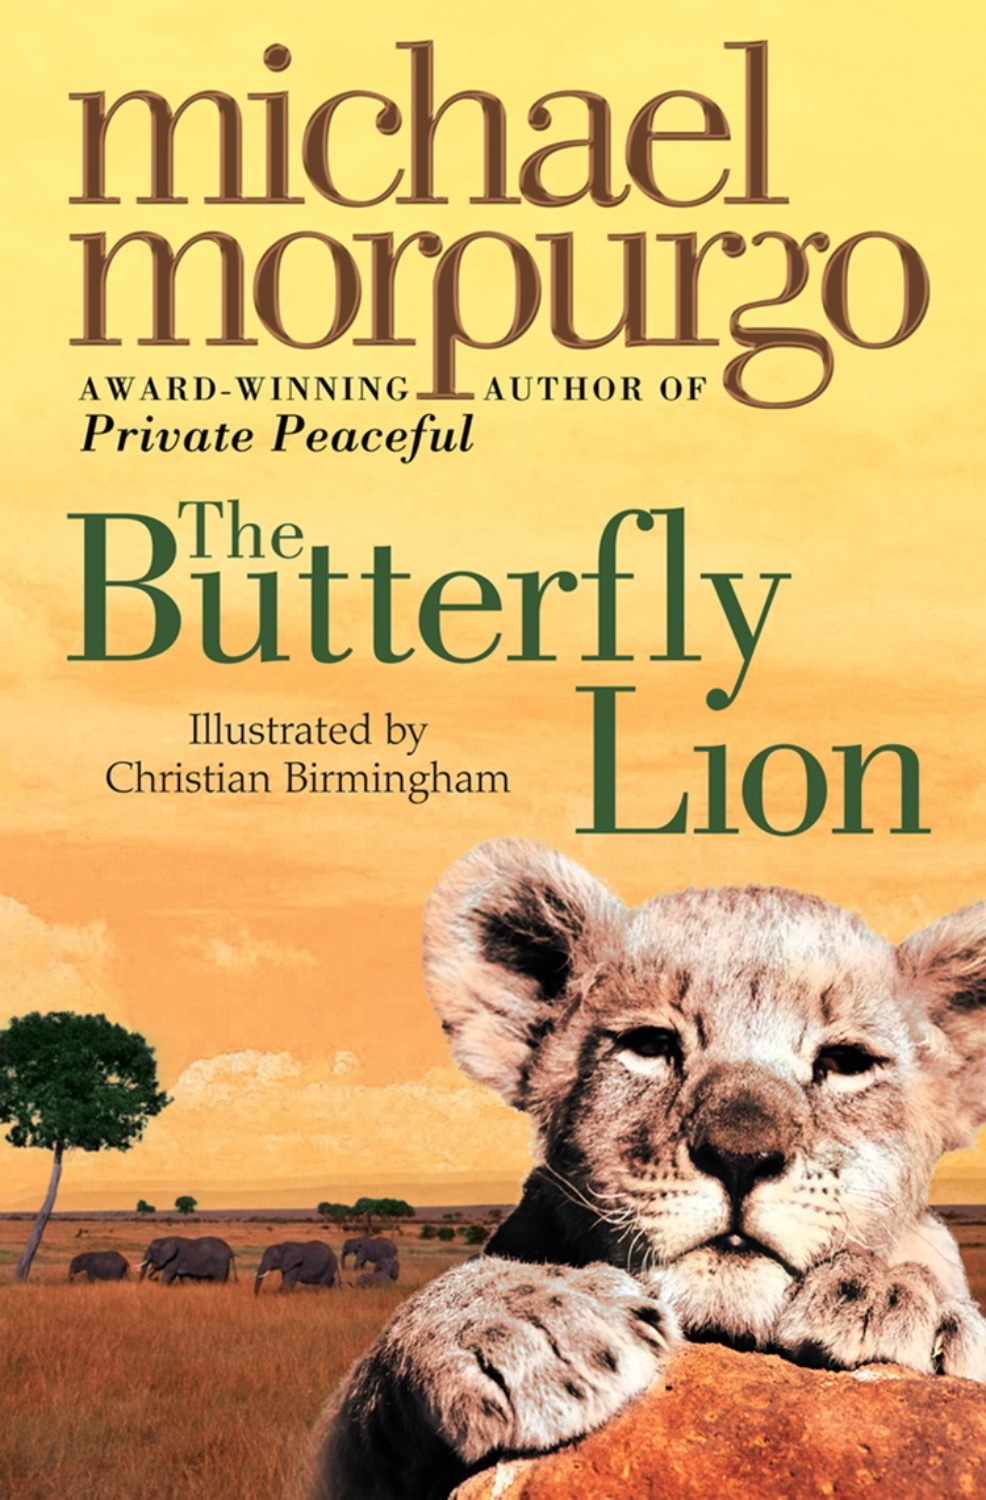 michael
morpurgo
AWARD-WINNING AUTHOR OF
Private Peaceful
The
Butterfly
Lion
Illustrated by
Christian Birmingham